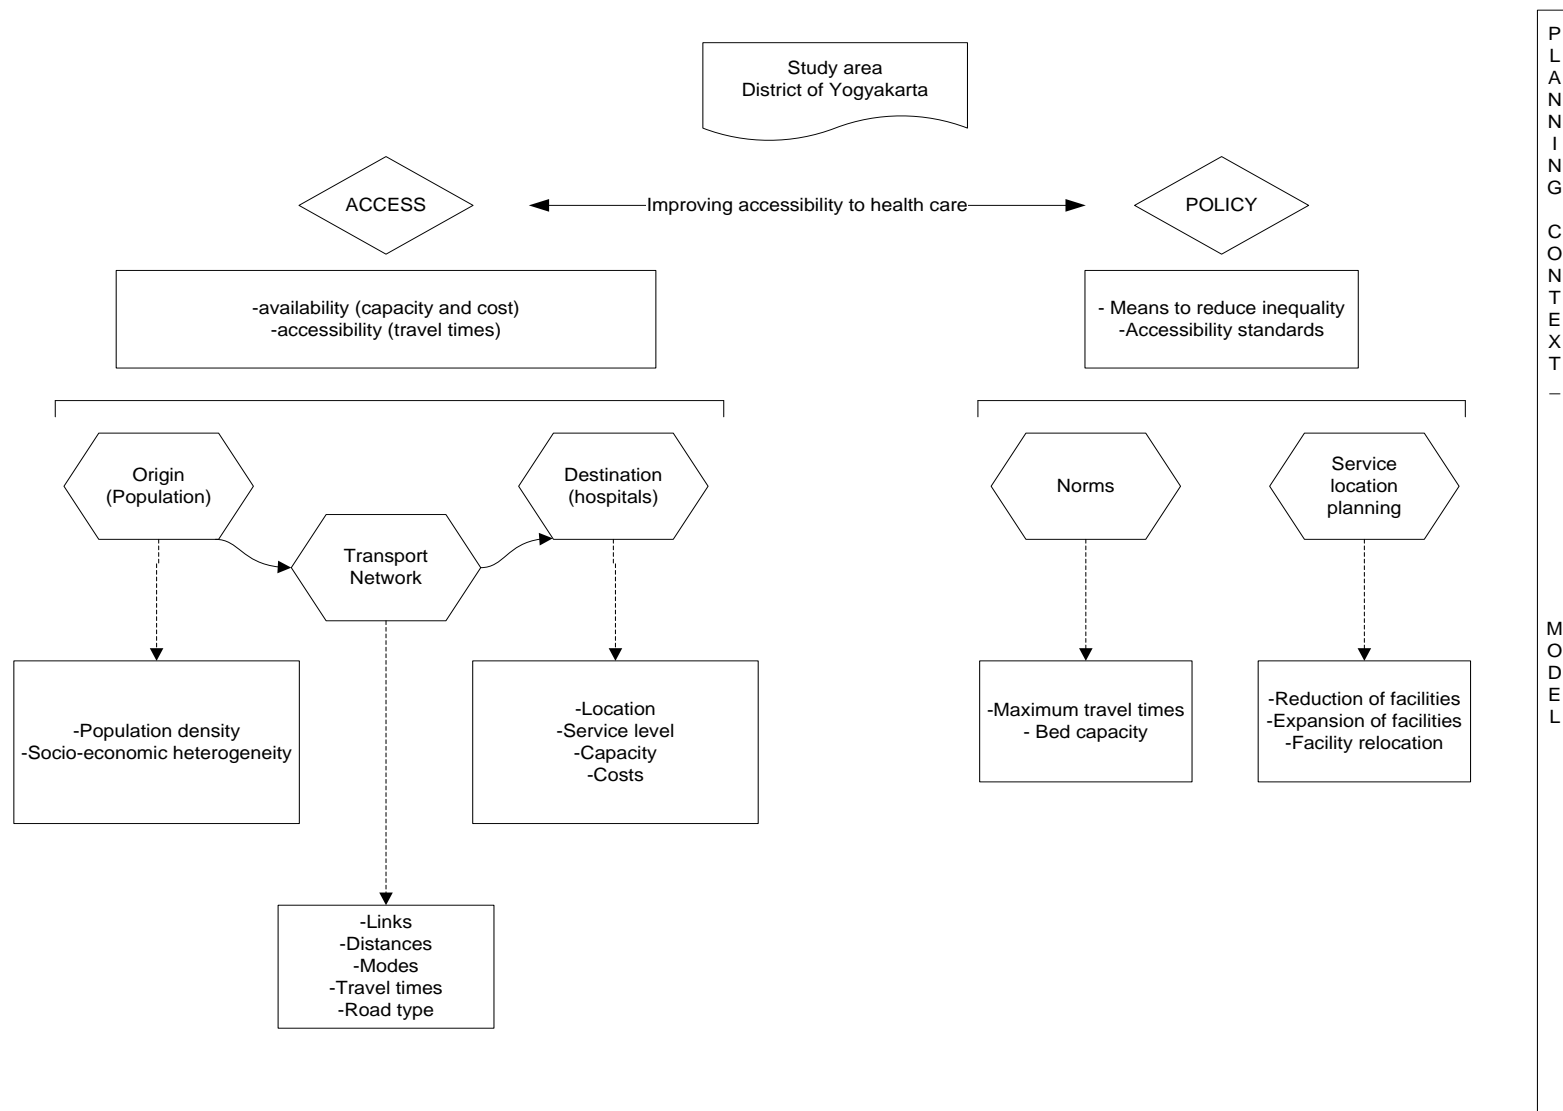 Study area
District of Yogyakarta
ACCESS
Improving accessibility to health care
POLICY
-availability (capacity and cost)
-accessibility (travel times)
- Means to reduce inequality
-Accessibility standards
Origin
(Population)
Transport
Network
Destination
(hospitals)
Norms
Service
location
planning
-Population density
-Socio-economic heterogeneity
-Location
-Service level
-Capacity
-Costs
-Maximum travel times
- Bed capacity
-Reduction of facilities
-Expansion of facilities
-Facility relocation
-Links
-Distances
-Modes
-Travel times
-Road type
PLANNING CONTEXT _ MODEL